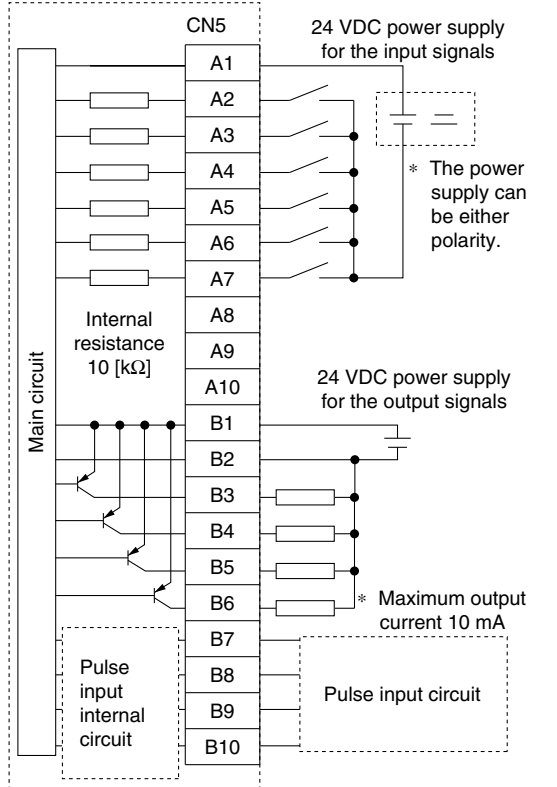 CN5
24 VDC power supply
for the input signals
A1
A2
A3
A4
A5
A6
A7
A8
A9
A10
B1
B2
B3
B4
B5
B6
B7
B8
B9
B10
* The power
supply can
be either
polarity.
Internal
resistance
10 [kΩ]
Main circuit
24 VDC power supply
for the output signals
* Maximum output
current 10 mA
Pulse
input
internal
circuit
Pulse input circuit